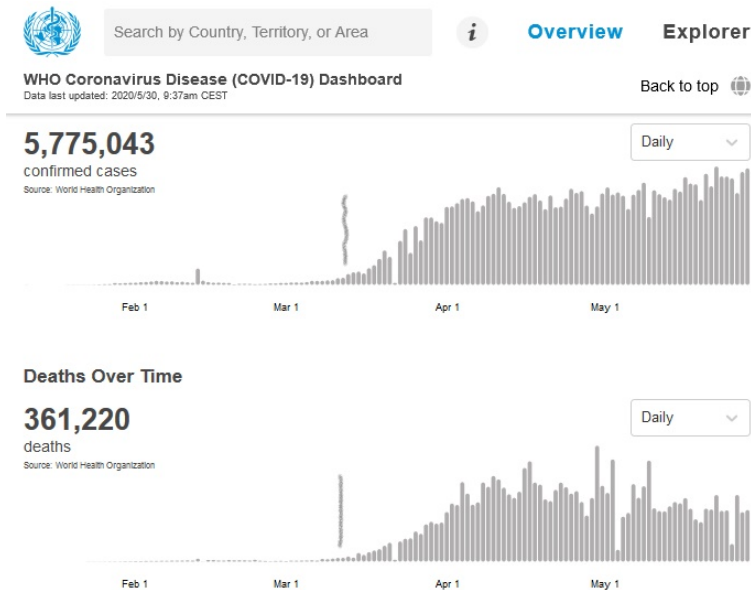 Search by Country, Territory, or Area
i
Overview
Explorer
WHO Coronavirus Disease (COVID-19) Dashboard
Data last updated: 2020/5/30, 9:37am CEST
Back to top
5,775,043
confirmed cases
Source: World Health Organization
Daily
Feb 1
Mar 1
Apr 1
May 1
Deaths Over Time
361,220
deaths
Source: World Health Organization
Daily
Feb 1
Mar 1
Apr 1
May 1